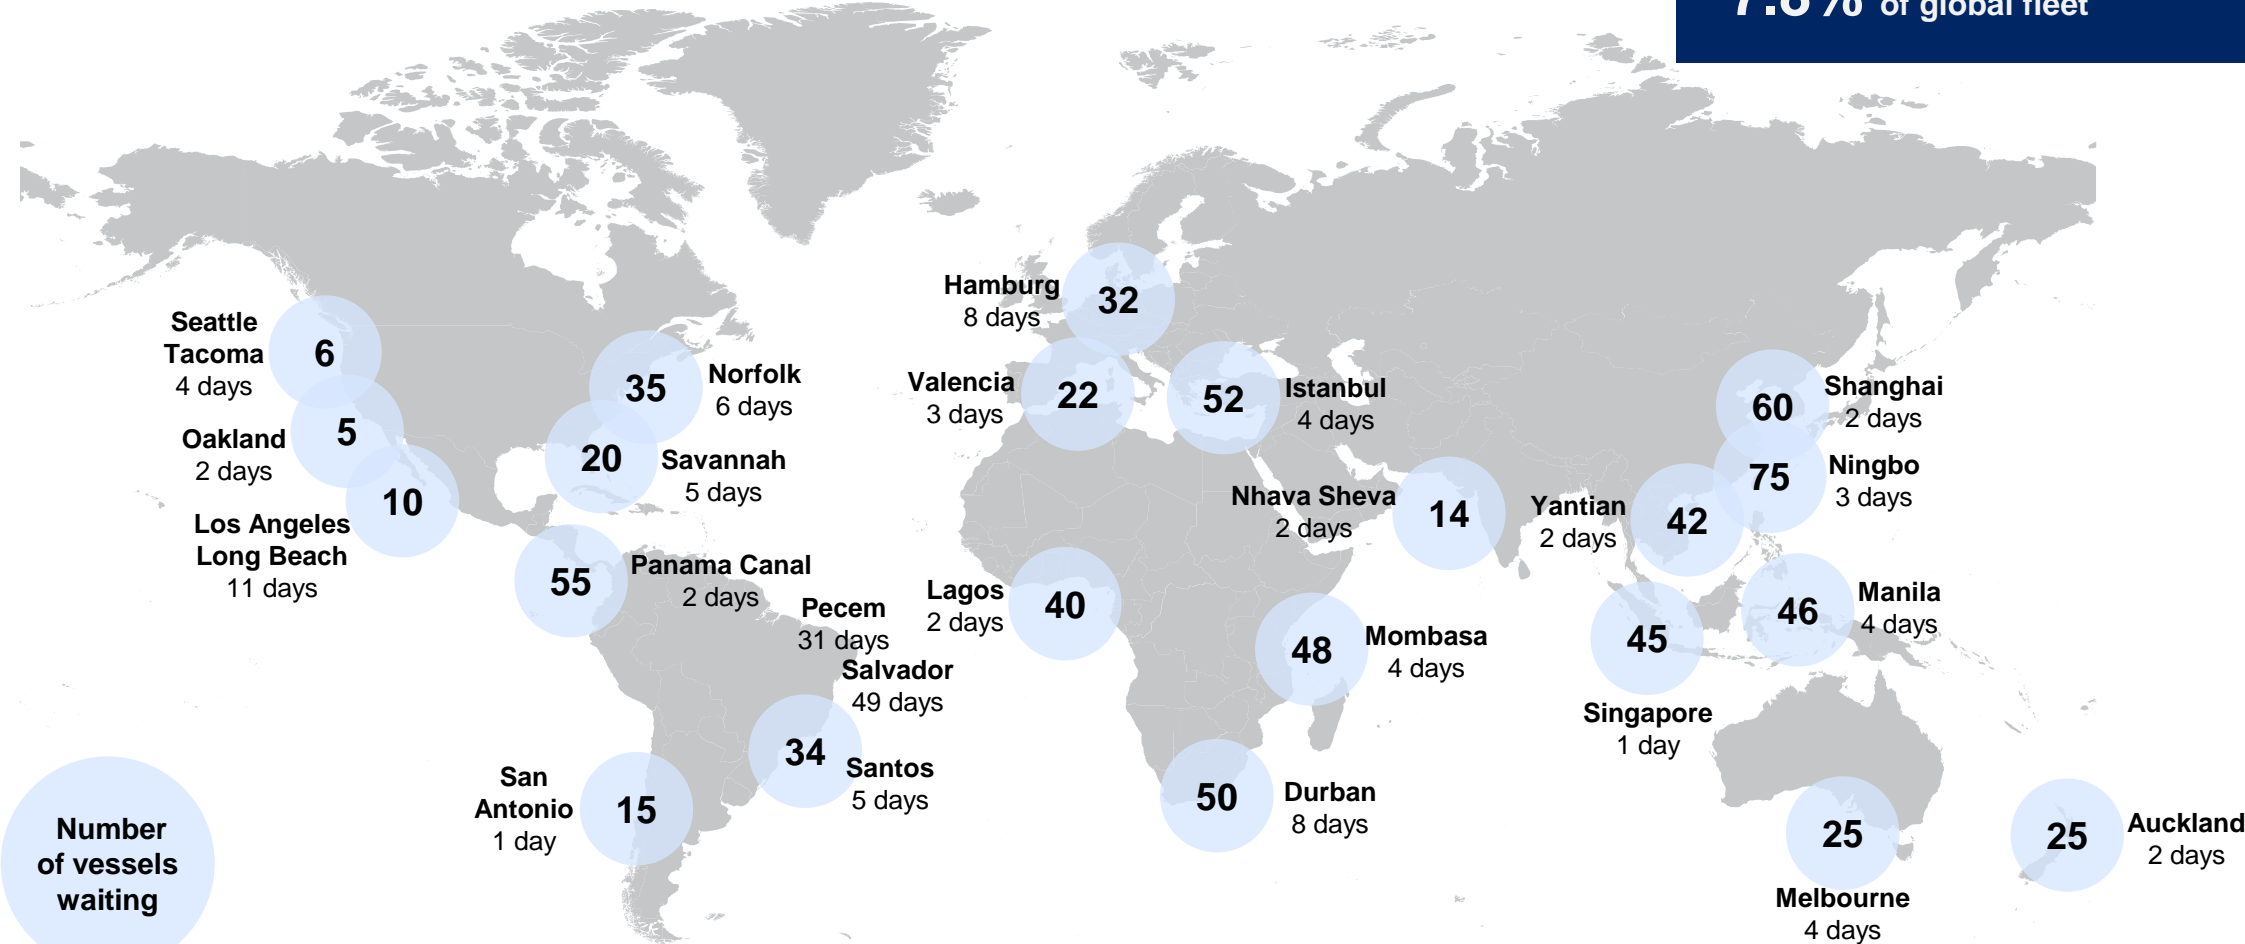 7.8% of global fleet
Hamburg
8 days
32
Seattle
Tacoma
4 days
6
35
Norfolk
6 days
Valencia
3 days
22
52
Istanbul
4 days
60
Shanghai
2 days
Oakland
2 days
5
20
Savannah
5 days
75
Ningbo
3 days
10
Los Angeles
Long Beach
11 days
Nhava Sheva
2 days
14
Yantian
2 days
42
55
Panama Canal
2 days
Pecem
31 days
Lagos
2 days
40
46
Manila
4 days
48
Mombasa
4 days
45
Singapore
1 day
Salvador
49 days
34
Santos
5 days
San
Antonio
1 day
15
50
Durban
8 days
25
Melbourne
4 days
25
Auckland
2 days
Number
of vessels
waiting